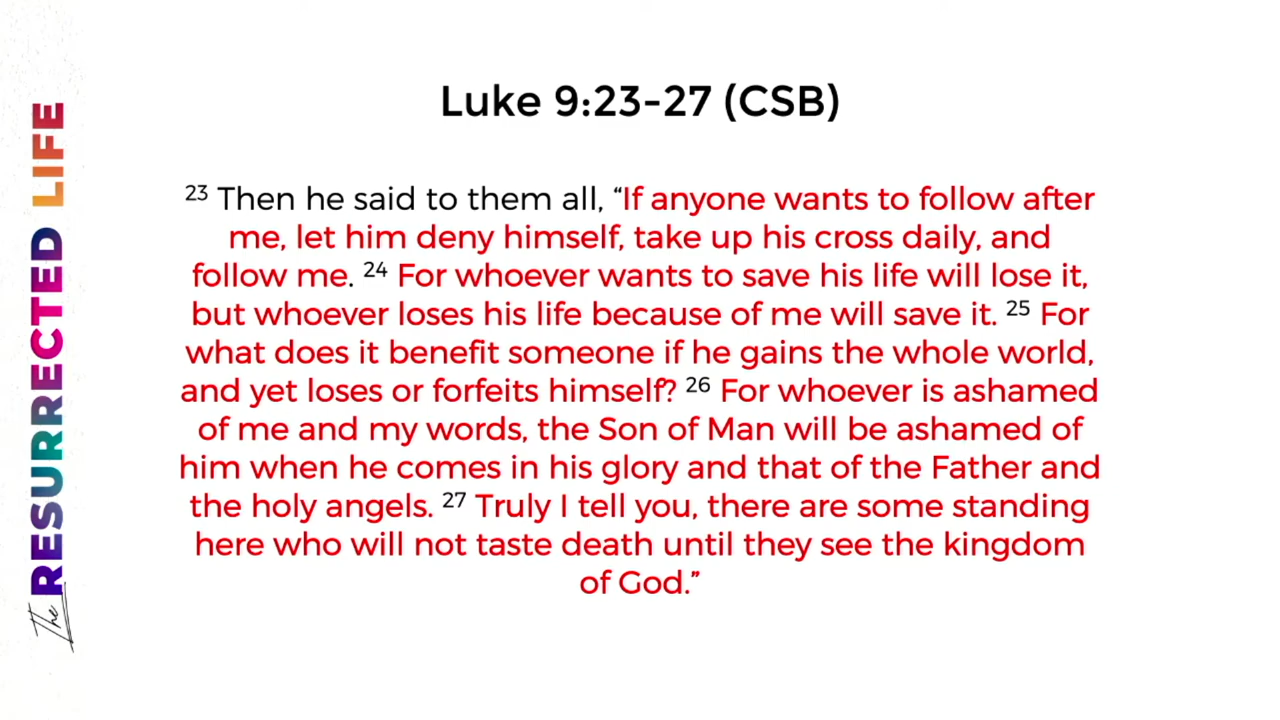 Luke 9:23-27 (CSB)
23 Then he said to them all, “If anyone wants to follow after
me, let him deny himself, take up his cross daily, and
follow me. 24 For whoever wants to save his life will lose it,
but whoever loses his life because of me will save it. 25 For
what does it benefit someone if he gains the whole world,
and yet loses or forfeits himself? 26 For whoever is ashamed
of me and my words, the Son of Man will be ashamed of
him when he comes in his glory and that of the Father and
the holy angels. 27 Truly I tell you, there are some standing
here who will not taste death until they see the kingdom
of God.”
The RESURRECTED LIFE